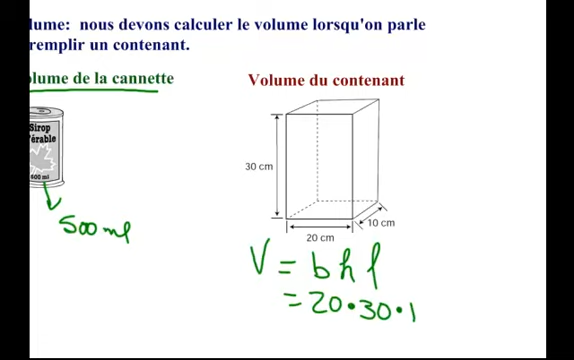 lume: nous devons calculer le volume lorsqu'on parle
remplir un contenant.
olume de la cannette
Volume du contenant
Sirop
'érable
600 ml
500 ml
30 cm
10 cm
20 cm
V = b h l
= 20 • 30 • 1